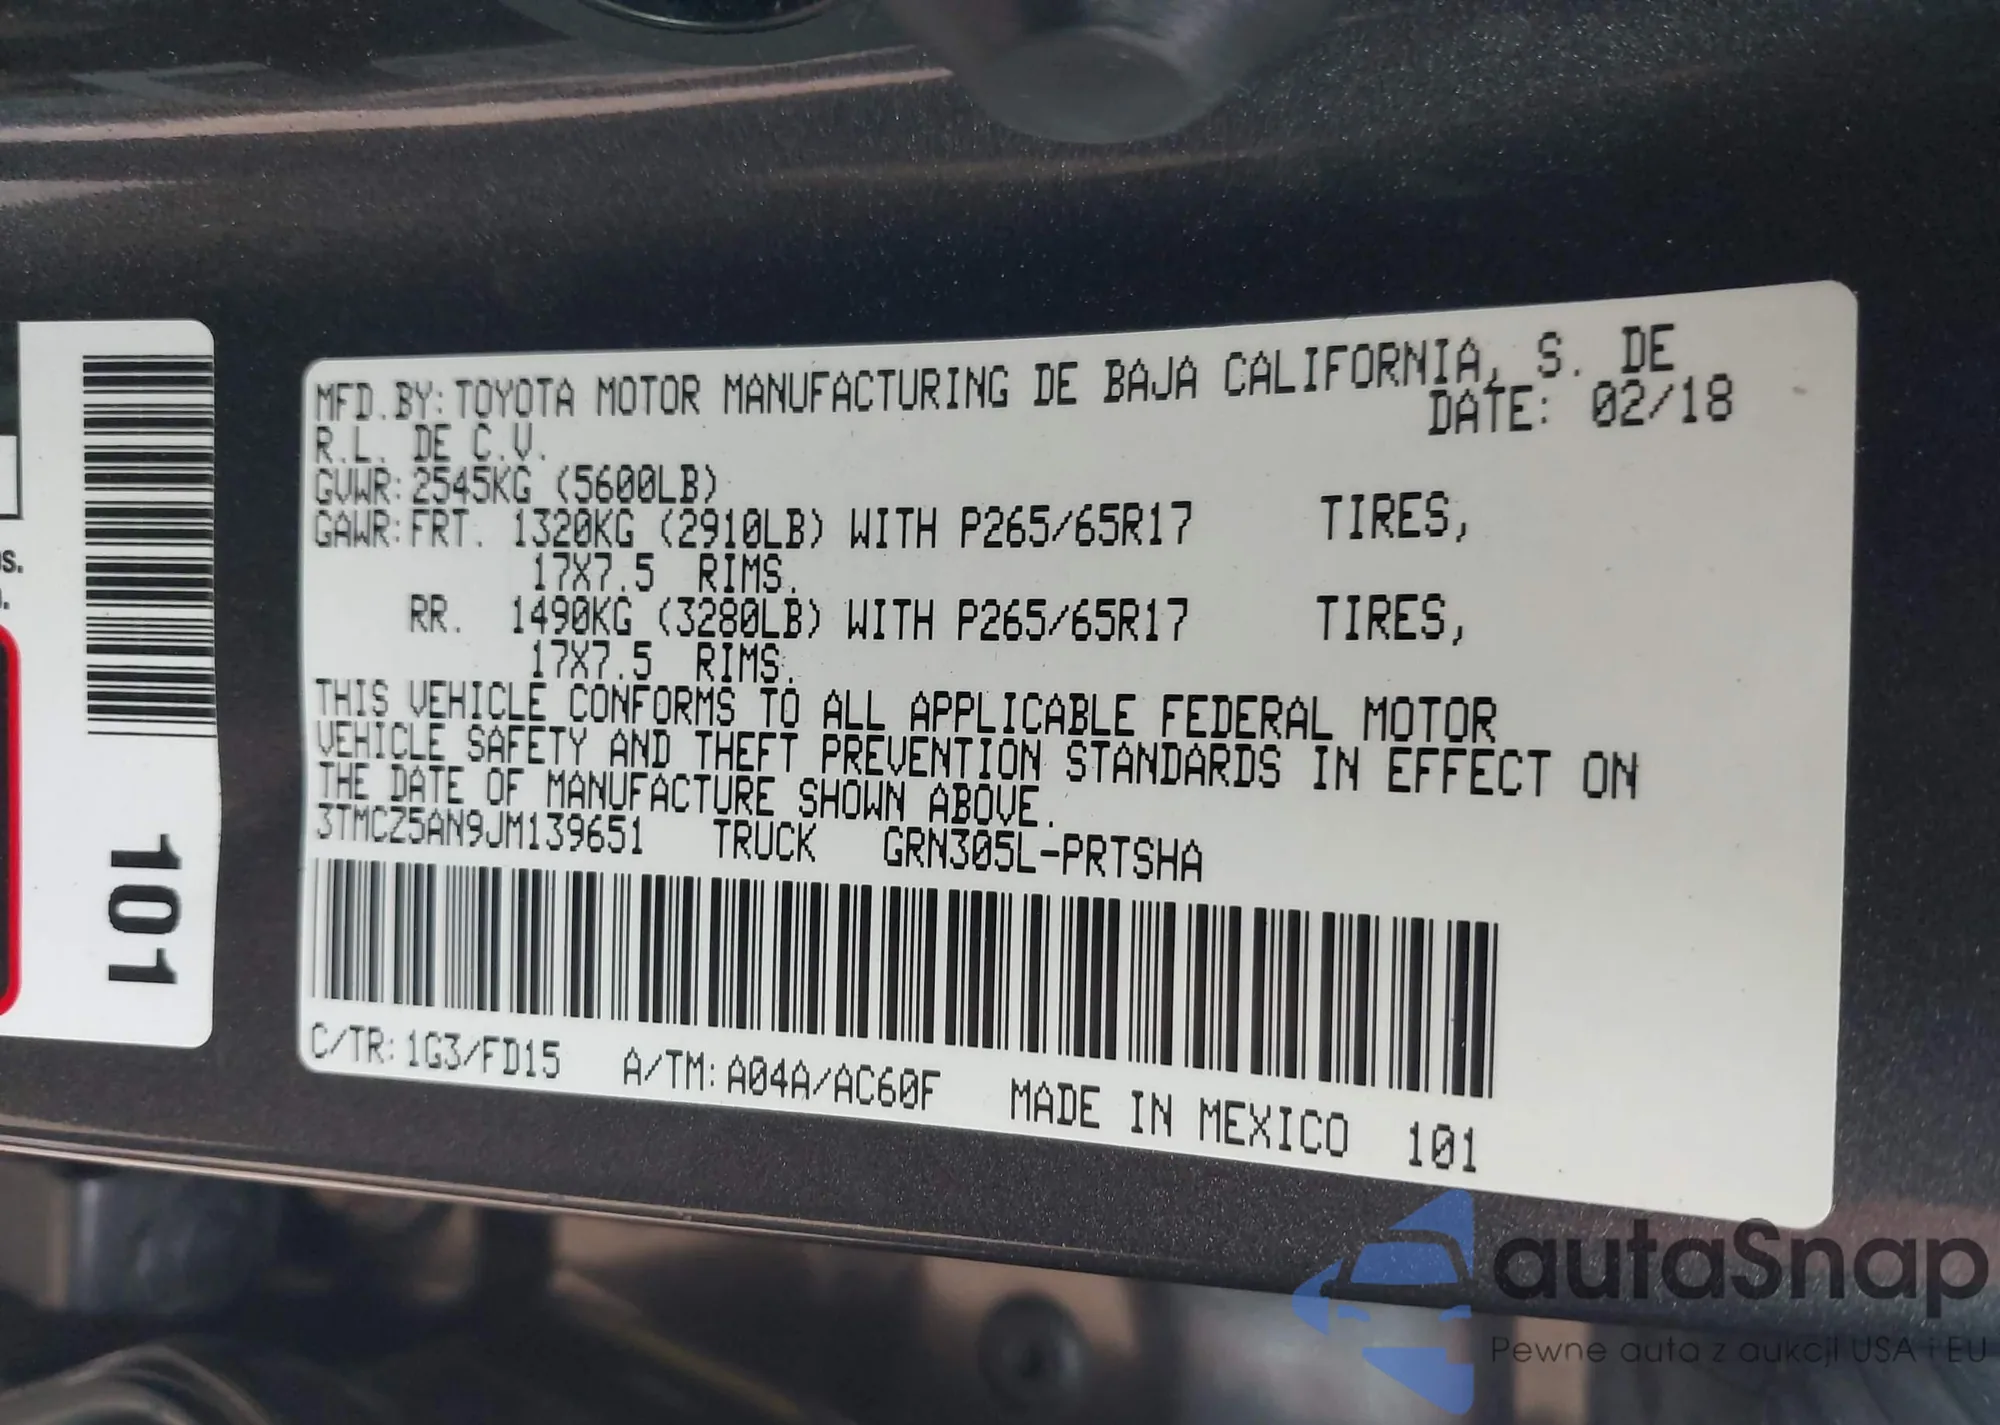 MFD.BY:TOYOTA MOTOR MANUFACTURING DE BAJA CALIFORNIA, S. DE
R.L. DE C.V. DATE: 02/18
GVWR:2545KG (5600LB)
GAWR:FRT. 1320KG (2910LB) WITH P265/65R17 TIRES,
17X7.5 RIMS.
RR. 1490KG (3280LB) WITH P265/65R17 TIRES,
17X7.5 RIMS.
THIS VEHICLE CONFORMS TO ALL APPLICABLE FEDERAL MOTOR
VEHICLE SAFETY AND THEFT PREVENTION STANDARDS IN EFFECT ON
THE DATE OF MANUFACTURE SHOWN ABOVE.
3TMCZ5AN9JM139651 TRUCK GRN305L-PRTSHA
C/TR:1G3/FD15 A/TM:A04A/AC60F MADE IN MEXICO 101
101
autaSnap
Pewne auta z aukcji USA i EU